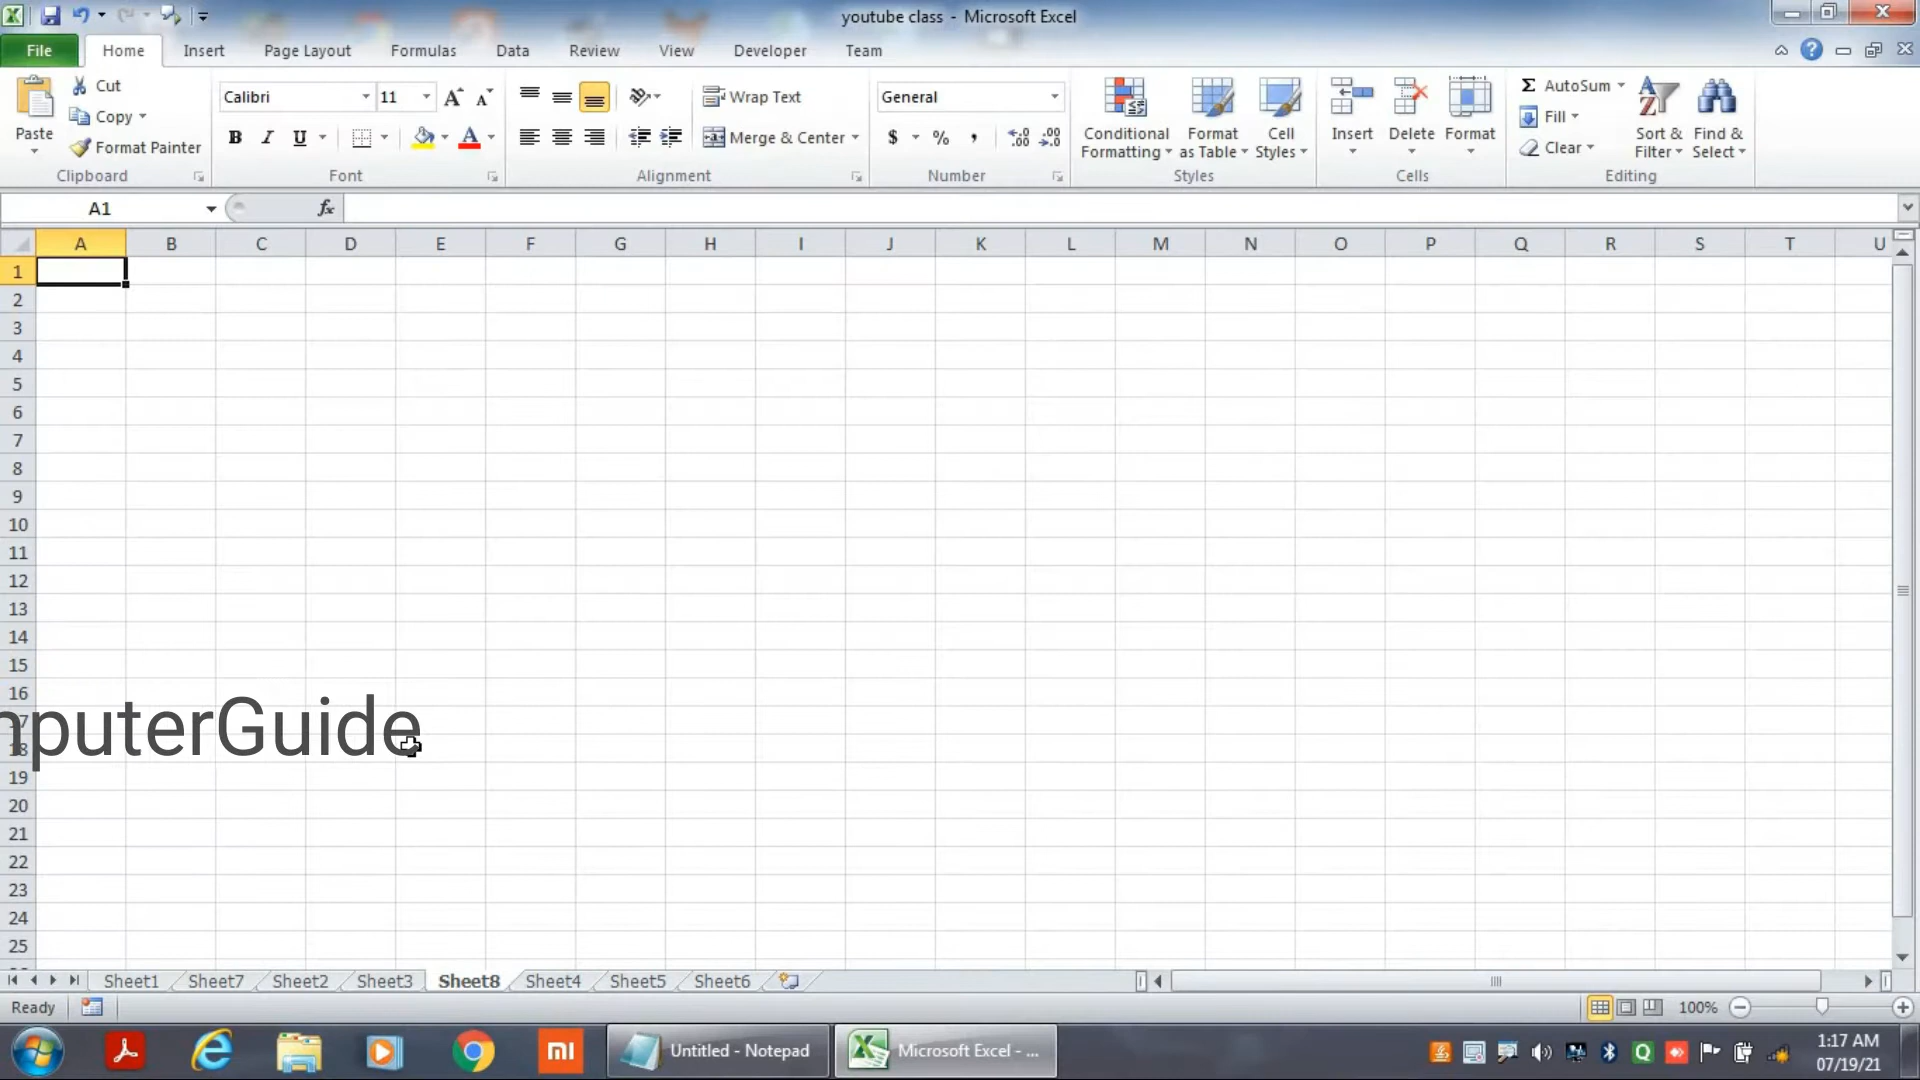 youtube class - Microsoft Excel
File Home Insert Page Layout Formulas Data Review View Developer Team
Paste
Cut
Copy
Format Painter
Clipboard
Calibri 11
B I U
Font
Wrap Text
Merge & Center
Alignment
General
$ % ,
Number
Conditional Formatting
Format as Table
Cell Styles
Styles
Insert Delete Format
Cells
Σ AutoSum
Fill
Clear
Sort & Filter
Find & Select
Editing
A1 fx
A B C D E F G H I J K L M N O P Q R S T U
1
2
3
4
5
6
7
8
9
10
11
12
13
14
15
16
17
18
mputerGuide
19
20
21
22
23
24
25
Sheet1 Sheet7 Sheet2 Sheet3 Sheet8 Sheet4 Sheet5 Sheet6
Ready 100%
mi Untitled - Notepad Microsoft Excel - ... 1:17 AM
07/19/21